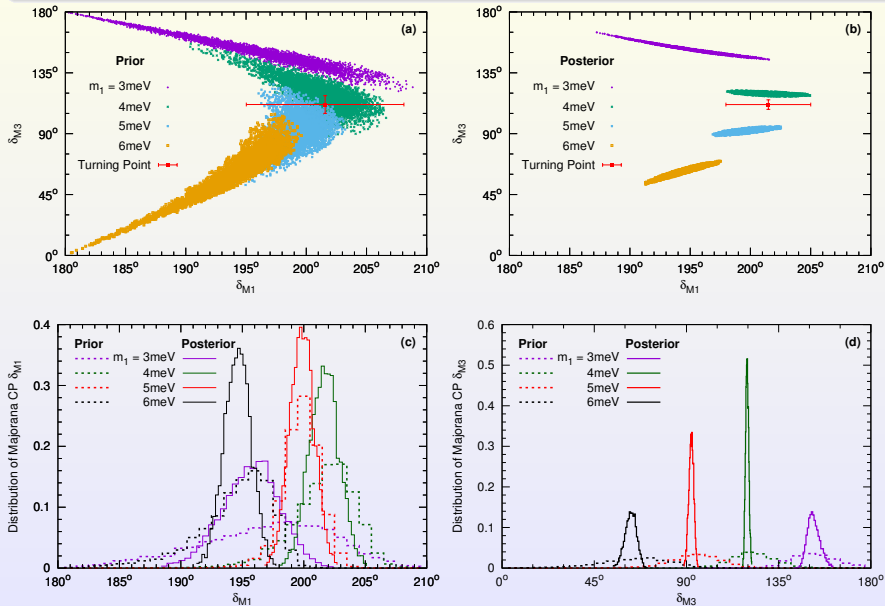 (a)
Prior
m1 = 3meV
4meV
5meV
6meV
Turning Point
δM3
180°
135°
90°
45°
0°
180° 185° 190° 195° 200° 205° 210°
δM1
(b)
Posterior
m1 = 3meV
4meV
5meV
6meV
Turning Point
δM3
180°
135°
90°
45°
0°
180° 185° 190° 195° 200° 205° 210°
δM1
(c)
Prior Posterior
m1 = 3meV
4meV
5meV
6meV
Distribution of Majorana CP δM1
0.4
0.3
0.2
0.1
0
180° 185° 190° 195° 200° 205° 210°
δM1
(d)
Prior Posterior
m1 = 3meV
4meV
5meV
6meV
Distribution of Majorana CP δM3
0.6
0.5
0.4
0.3
0.2
0.1
0
0° 45° 90° 135° 180°
δM3